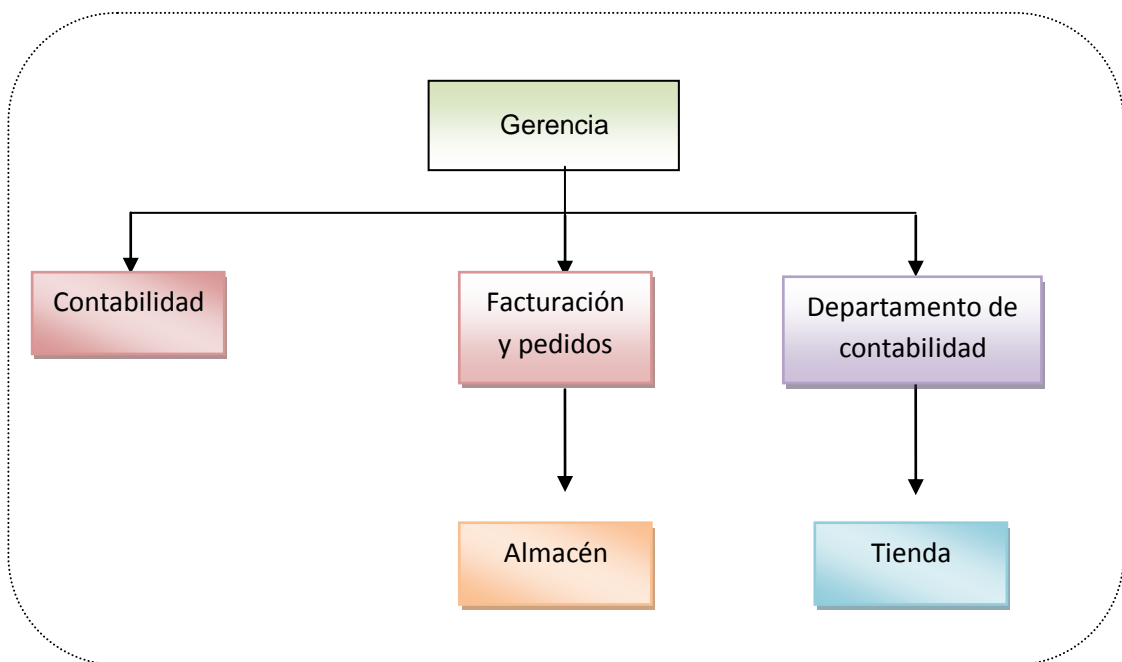 Gerencia
Contabilidad
Facturación
y pedidos
Departamento de
contabilidad
Almacén
Tienda